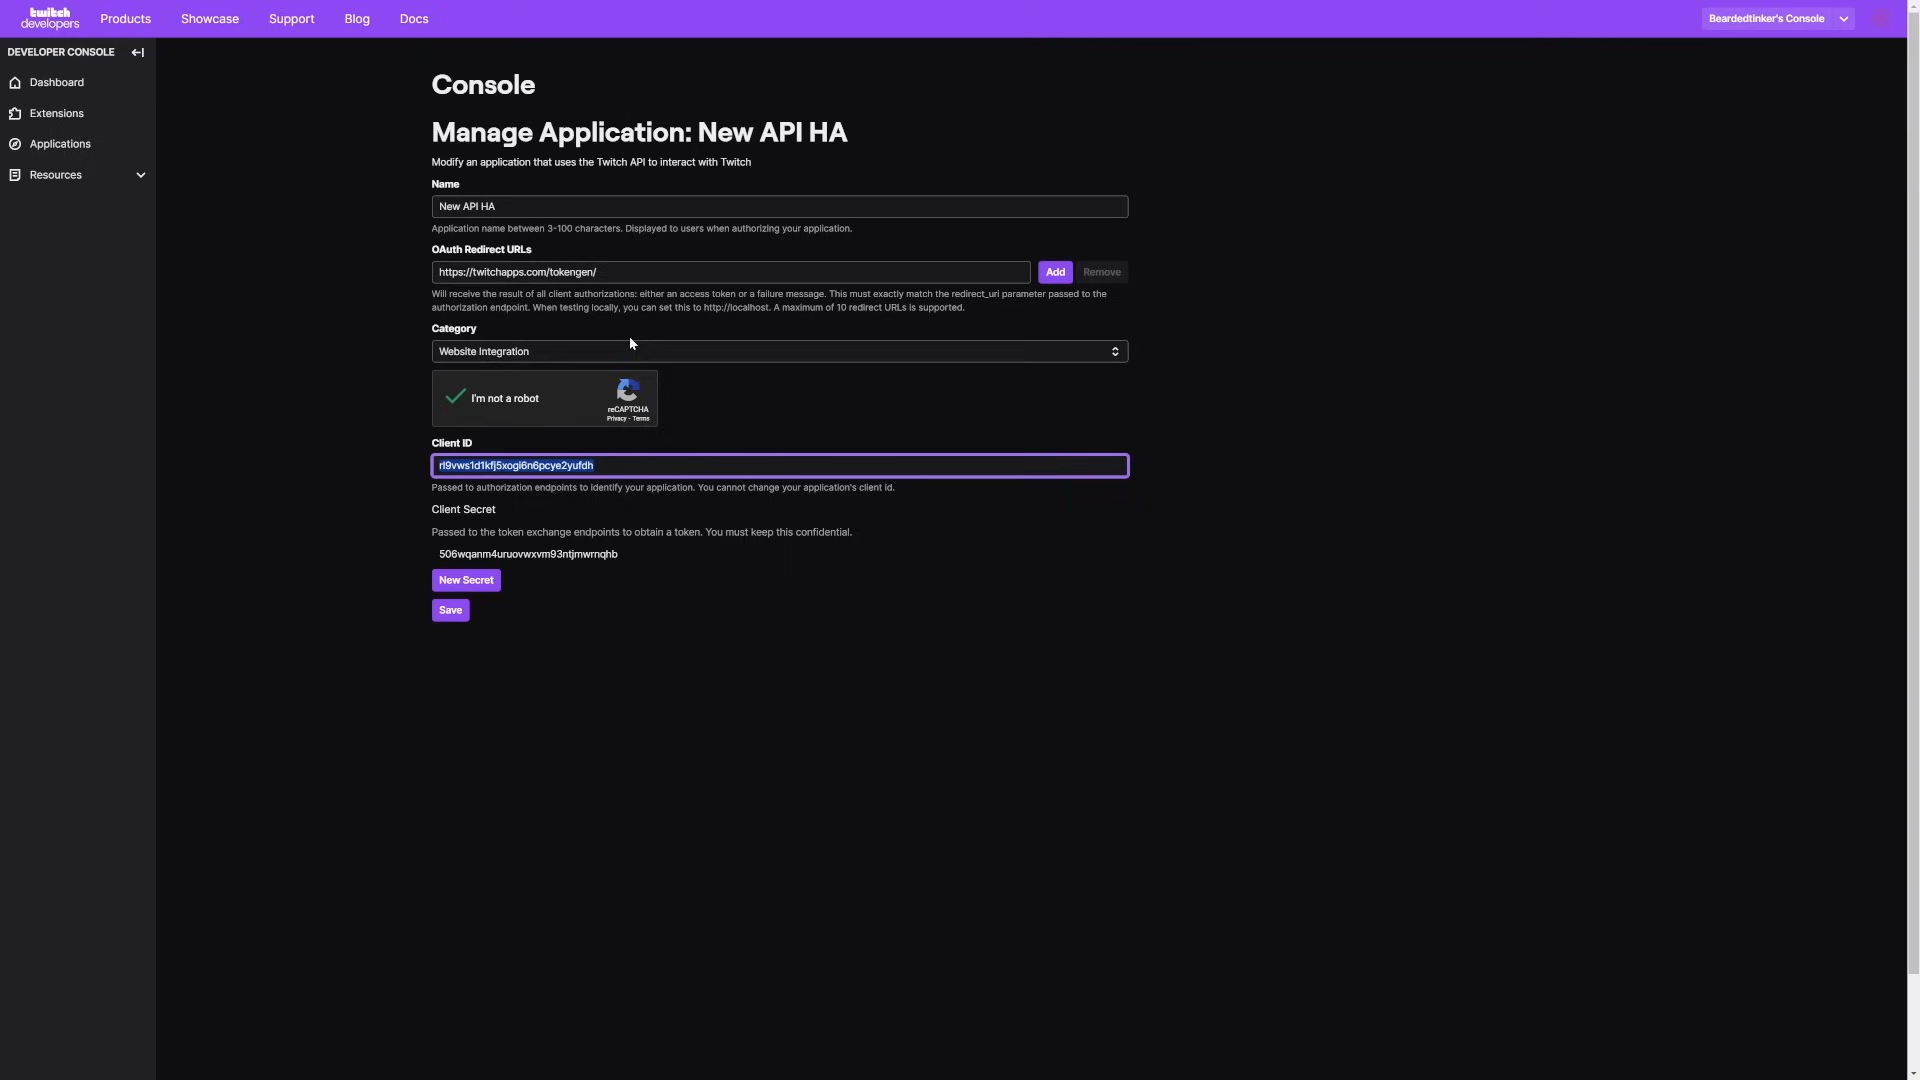 twitch developers
Products
Showcase
Support
Blog
Docs
Beardedtinker's Console
DEVELOPER CONSOLE
Dashboard
Extensions
Applications
Resources
Console
Manage Application: New API HA
Modify an application that uses the Twitch API to interact with Twitch
Name
New API HA
Application name between 3-100 characters. Displayed to users when authorizing your application.
OAuth Redirect URLs
https://twitchapps.com/tokengen/
Add
Remove
Will receive the result of all client authorizations: either an access token or a failure message. This must exactly match the redirect_uri parameter passed to the
authorization endpoint. When testing locally, you can set this to http://localhost. A maximum of 10 redirect URLs is supported.
Category
Website Integration
I'm not a robot
reCAPTCHA
Privacy - Terms
Client ID
rl9vws1d1kfj5xogi6n6pcye2yufdh
Passed to authorization endpoints to identify your application. You cannot change your application's client id.
Client Secret
Passed to the token exchange endpoints to obtain a token. You must keep this confidential.
506wqanm4uruovwxvm93ntjmwrnqhb
New Secret
Save